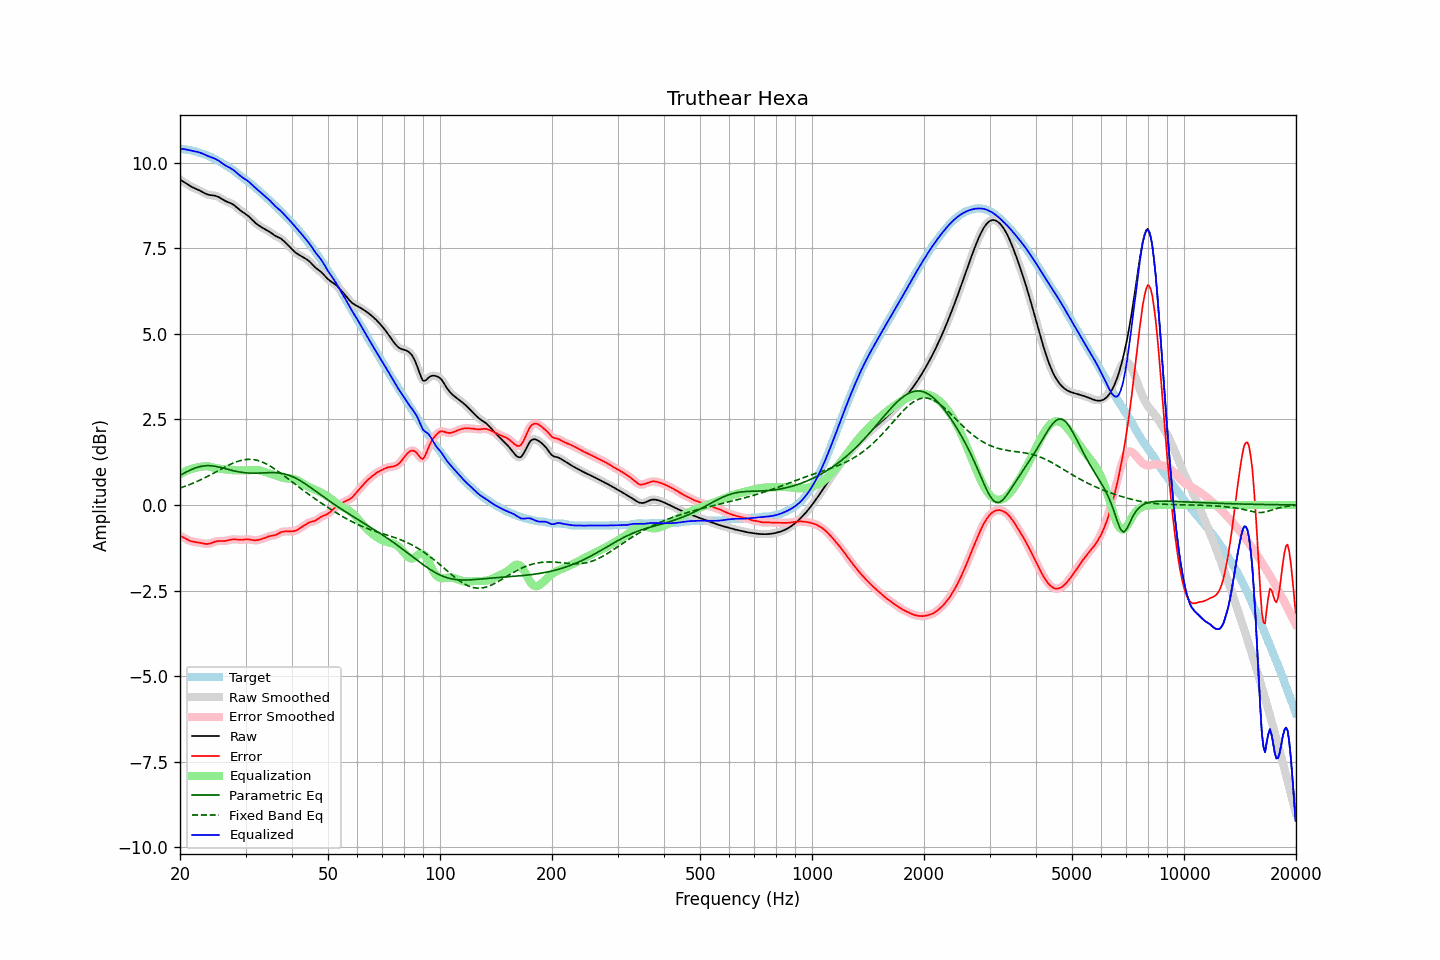 Truthear Hexa
Amplitude (dBr)
10.0
7.5
5.0
2.5
0.0
−2.5
−5.0
−7.5
−10.0
Target
Raw Smoothed
Error Smoothed
Raw
Error
Equalization
Parametric Eq
Fixed Band Eq
Equalized
20
50
100
200
500
1000
2000
5000
10000
20000
Frequency (Hz)